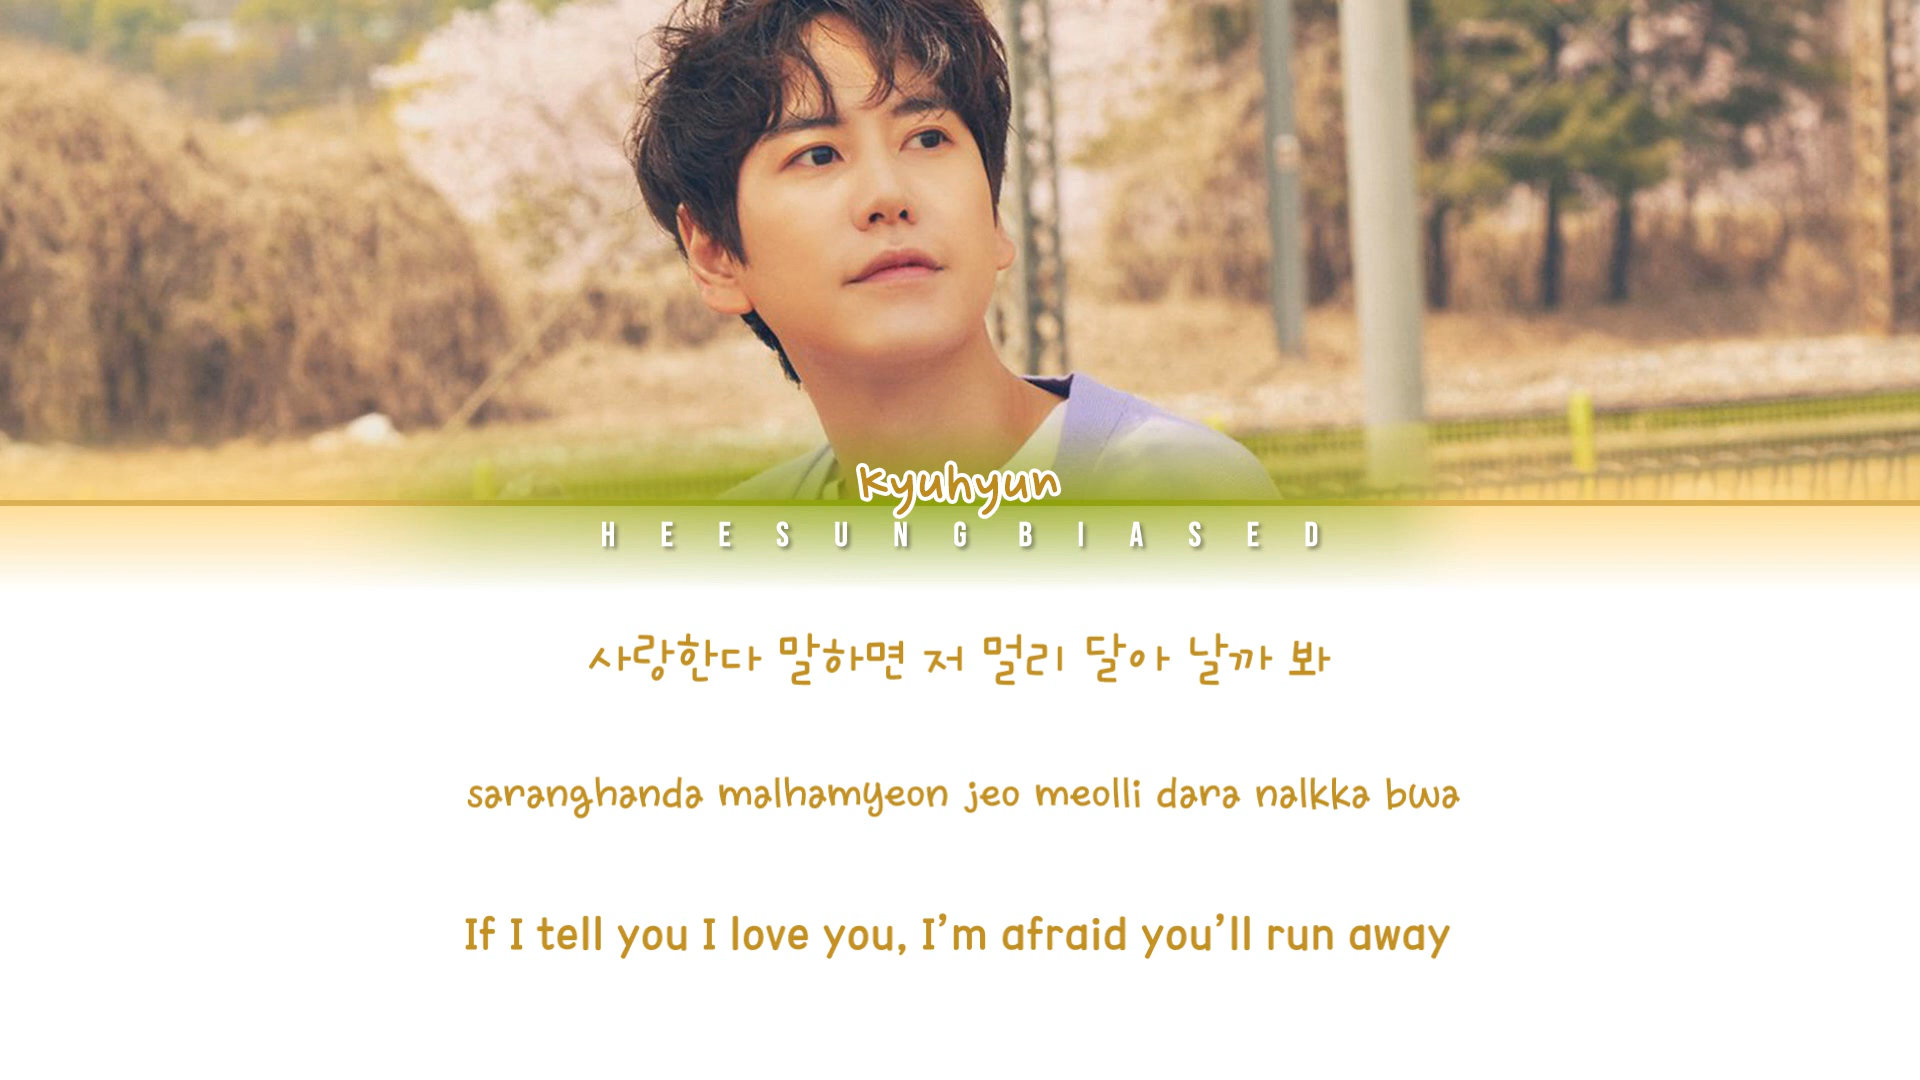 Kyuhyun
HEESUNGBIASED
사랑한다 말하면 저 멀리 달아 날까 봐
saranghanda malhamyeon jeo meolli dara nalkka bwa
If I tell you I love you, I’m afraid you’ll run away